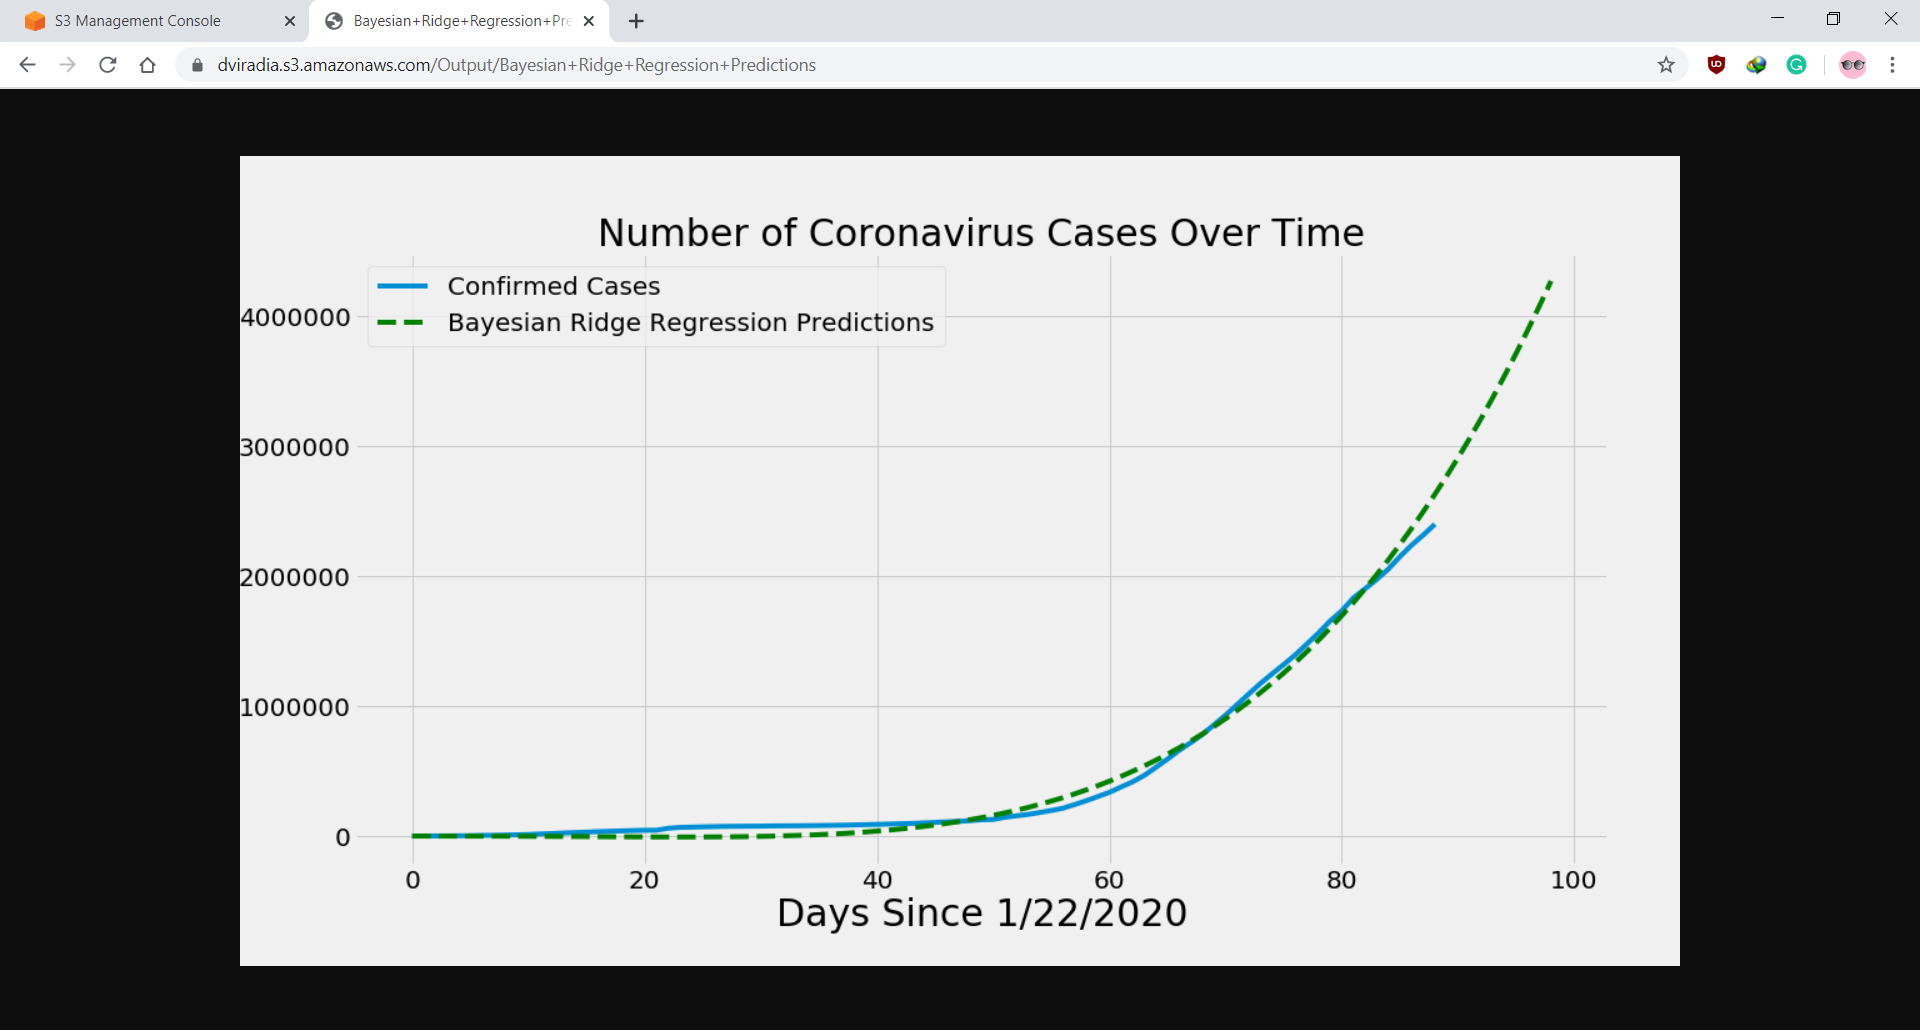 S3 Management Console
Bayesian+Ridge+Regression+Pre
dviradia.s3.amazonaws.com/Output/Bayesian+Ridge+Regression+Predictions
Number of Coronavirus Cases Over Time
Confirmed Cases
Bayesian Ridge Regression Predictions
4000000
3000000
2000000
1000000
0
0 20 40 60 80 100
Days Since 1/22/2020